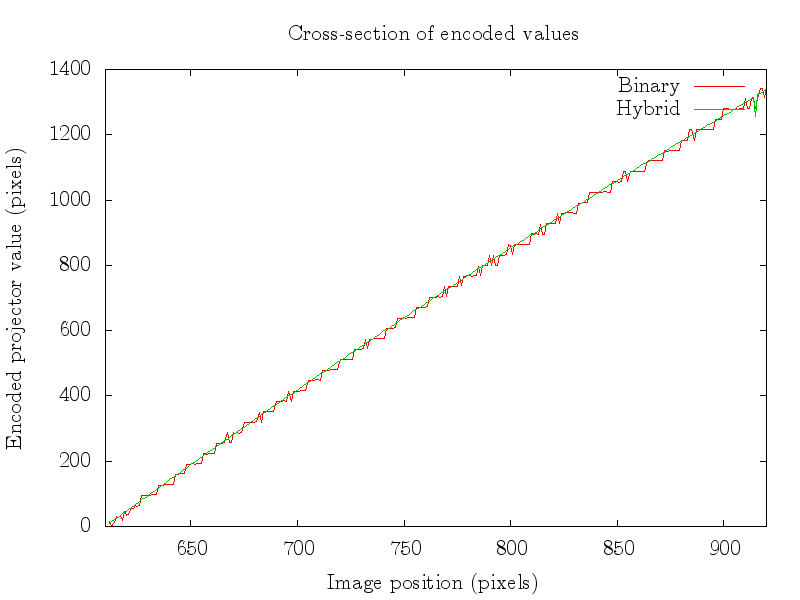 Cross-section of encoded values
Encoded projector value (pixels)
1400
1200
1000
800
600
400
200
0
Binary
Hybrid
650
700
750
800
850
900
Image position (pixels)